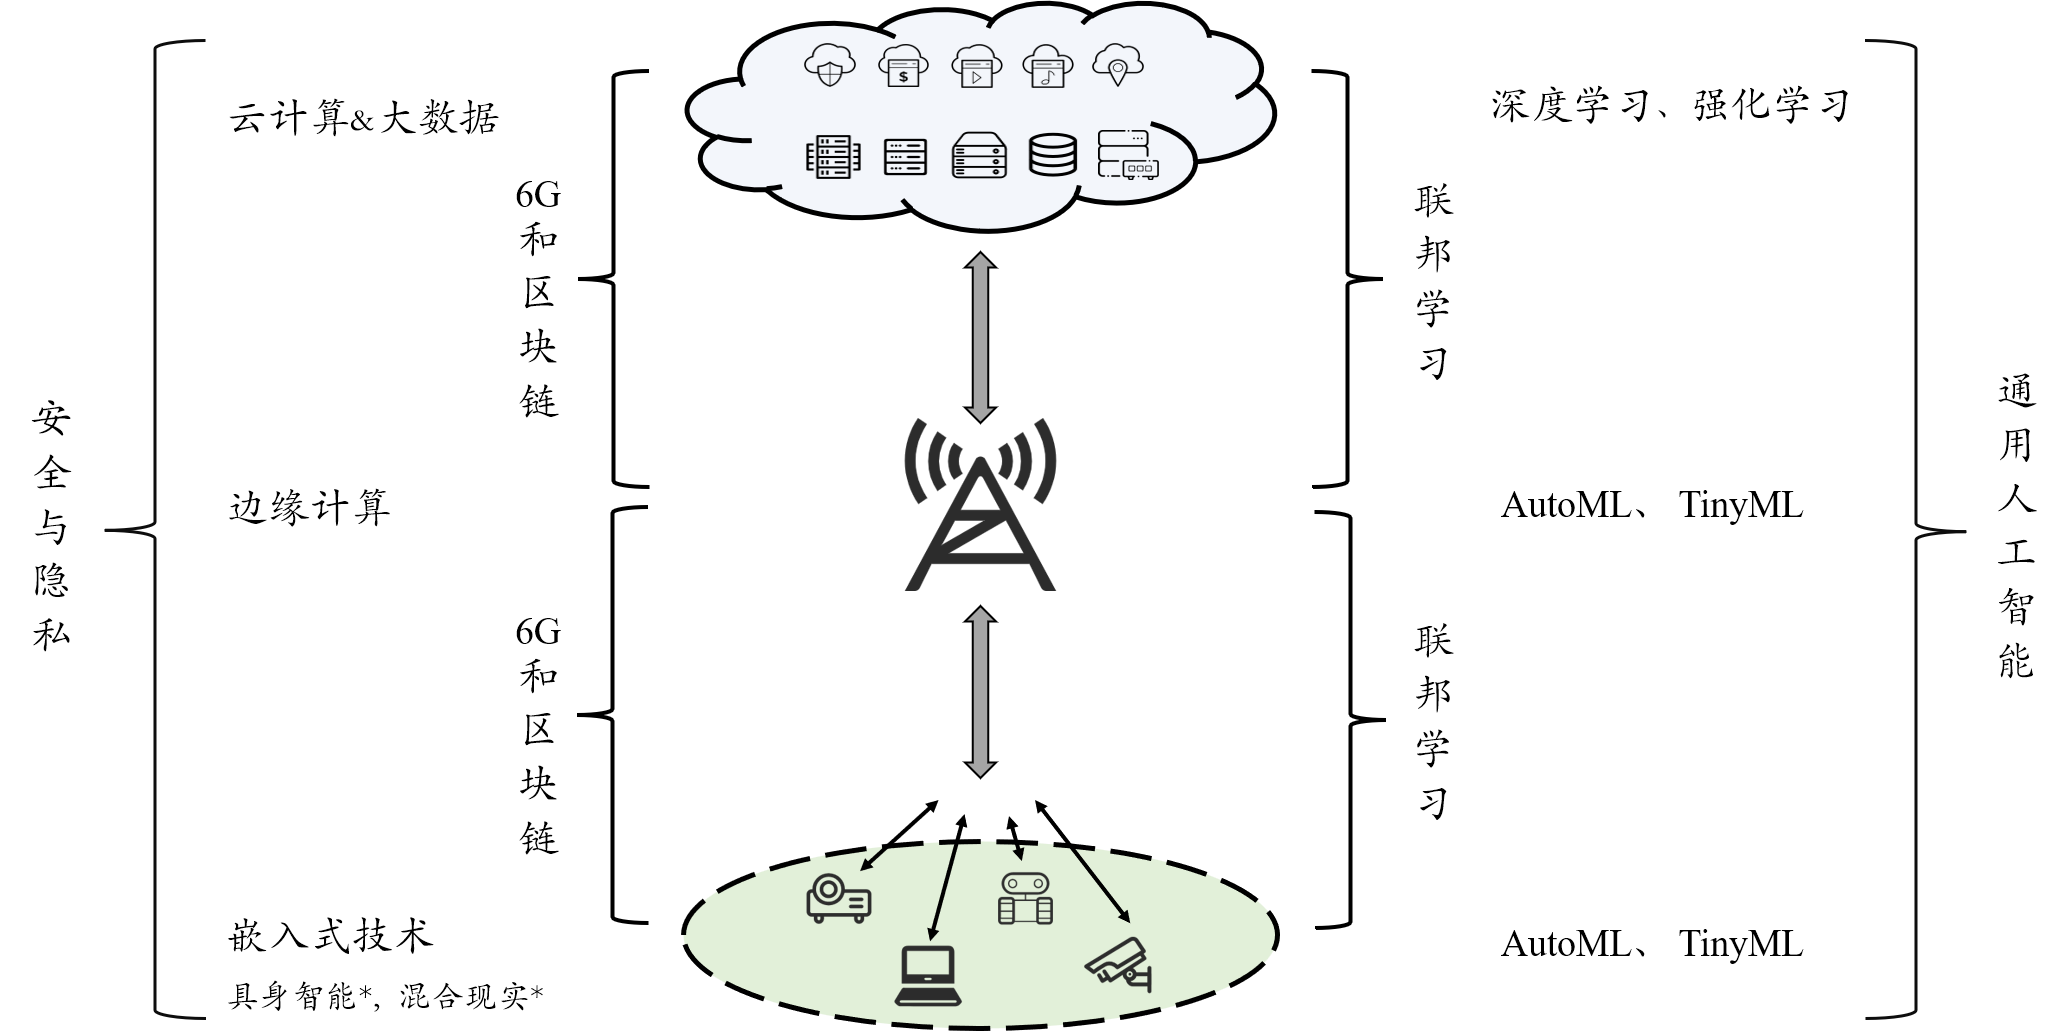 云计算&大数据
深度学习、强化学习
6G和区块链
联邦学习
安全与隐私
通用人工智能
边缘计算
AutoML、TinyML
6G和区块链
联邦学习
嵌入式技术
AutoML、TinyML
具身智能*, 混合现实*
$